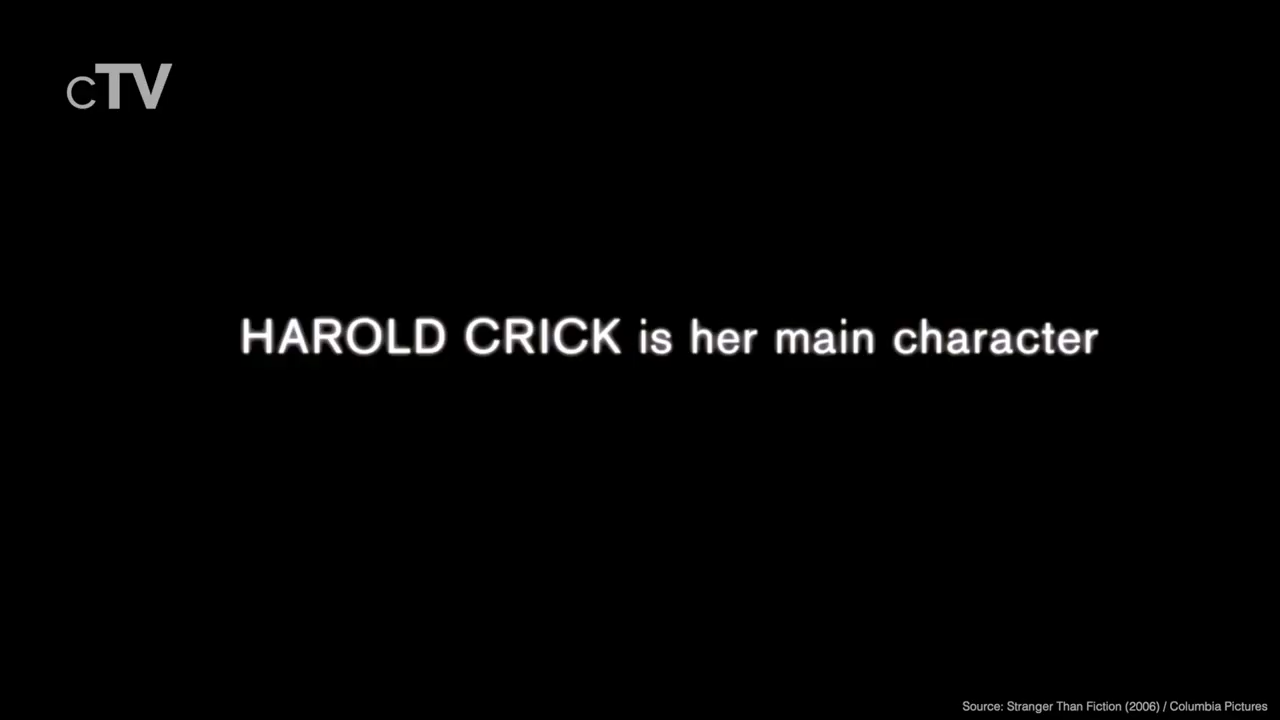 cTV
HAROLD CRICK is her main character
Source: Stranger Than Fiction (2006) / Columbia Pictures